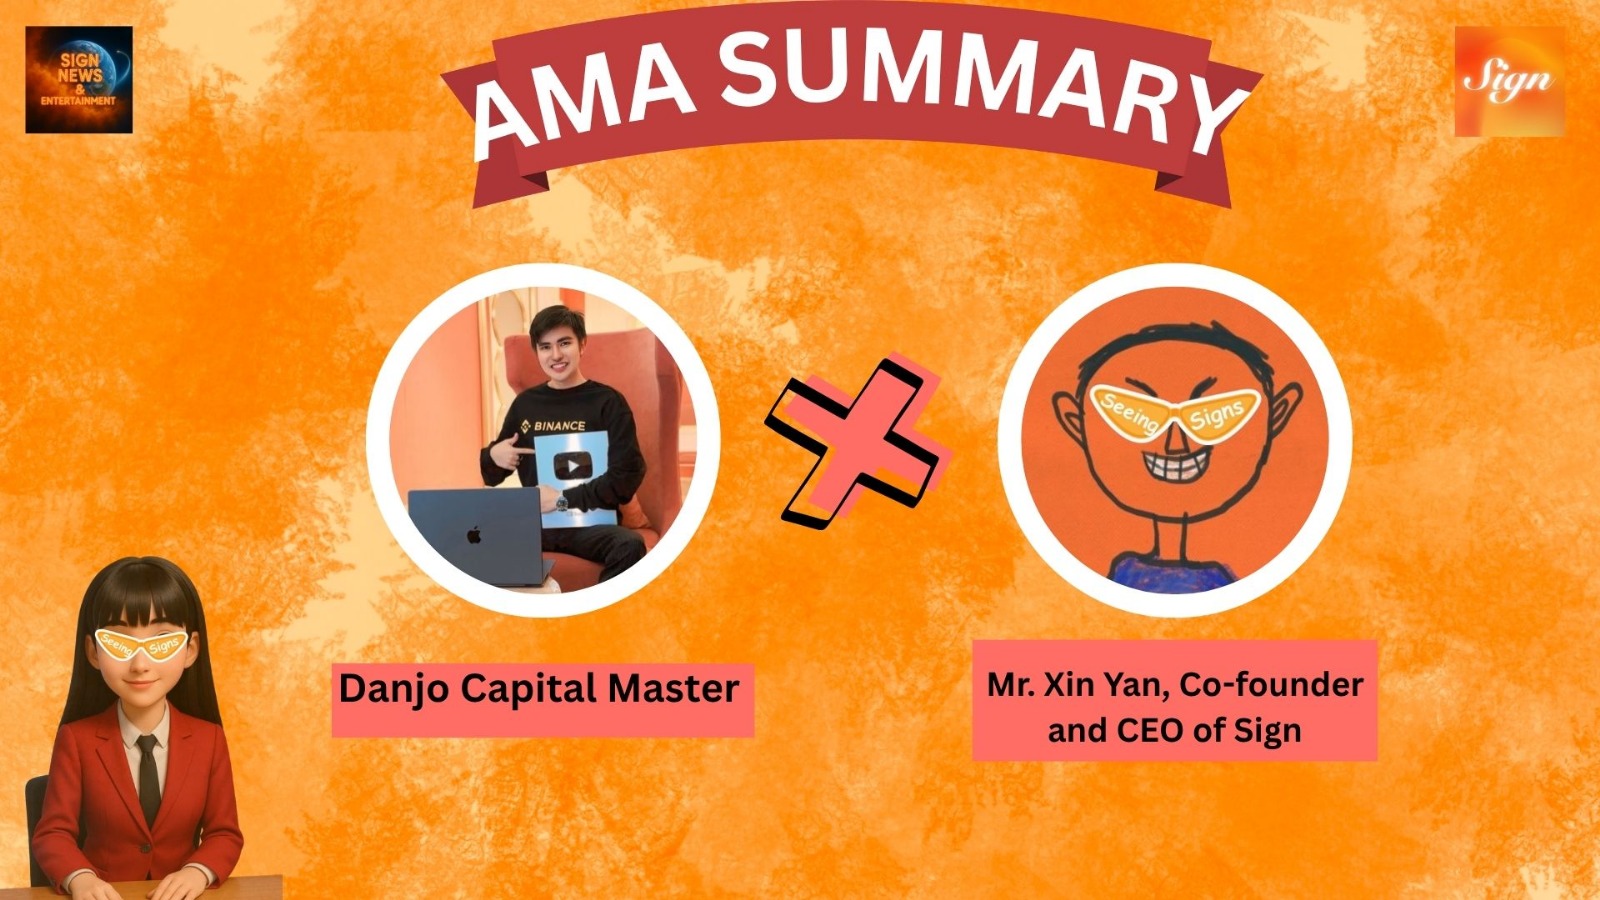 SIGN
NEWS
&
ENTERTAINMENT
AMA SUMMARY
Sign
BINANCE
Seeing Signs
Seeing Signs
Danjo Capital Master
Mr. Xin Yan, Co-founder
and CEO of Sign